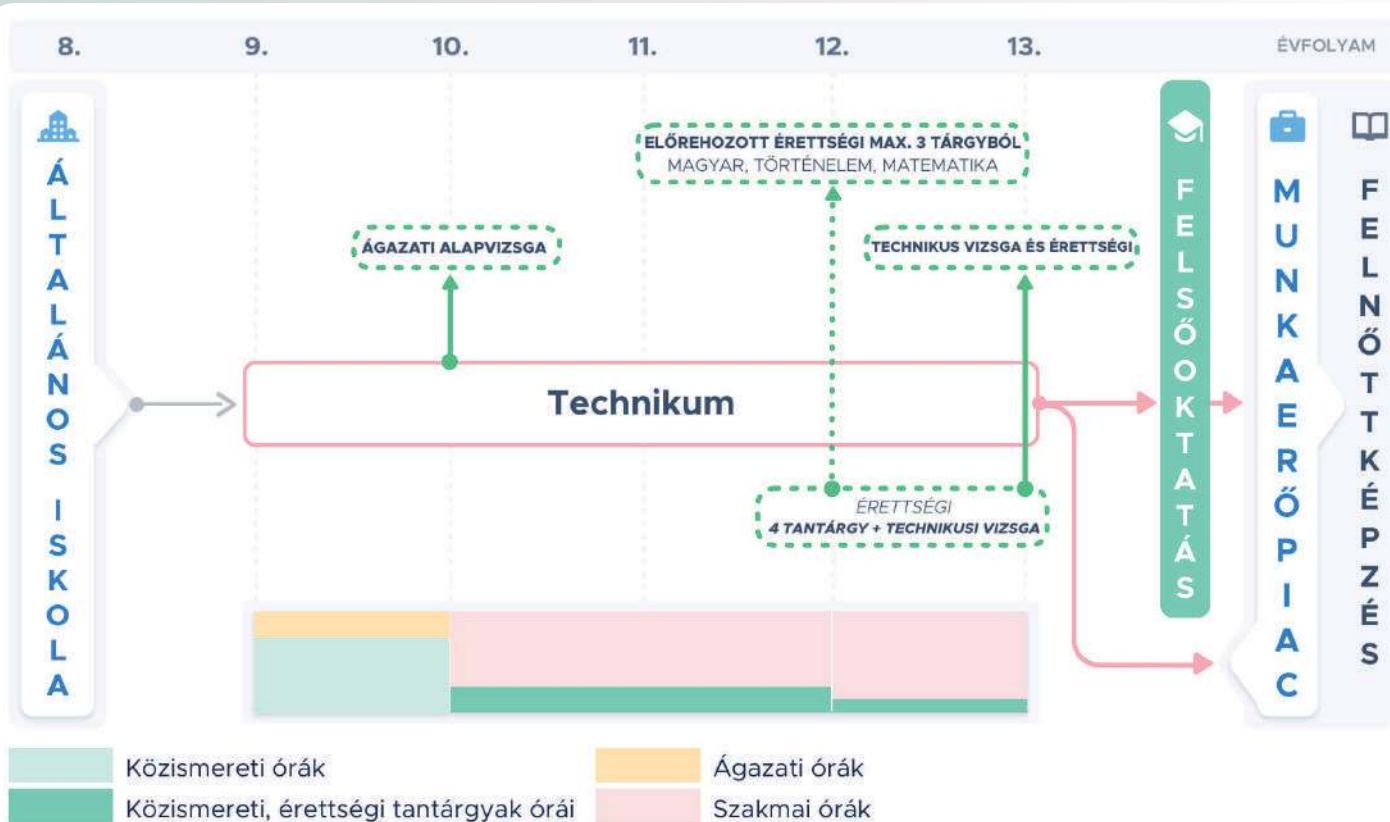 8. 9. 10. 11. 12. 13. ÉVFOLYAM
ÁLTALÁNOS ISKOLA
ELŐREHOZOTT ÉRETTSÉGI MAX. 3 TÁRGYBÓL
MAGYAR, TÖRTÉNELEM, MATEMATIKA
ÁGAZATI ALAPVIZSGA
TECHNIKUS VIZSGA ÉS ÉRETTSÉGI
Technikum
ÉRETTSÉGI
4 TANTÁRGY + TECHNIKUSI VIZSGA
FELSŐOKTATÁS
MUNKAERŐPIAC
FELNŐTTKÉPZÉS
Közismereti órák
Ágazati órák
Közismereti, érettségi tantárgyak órái
Szakmai órák